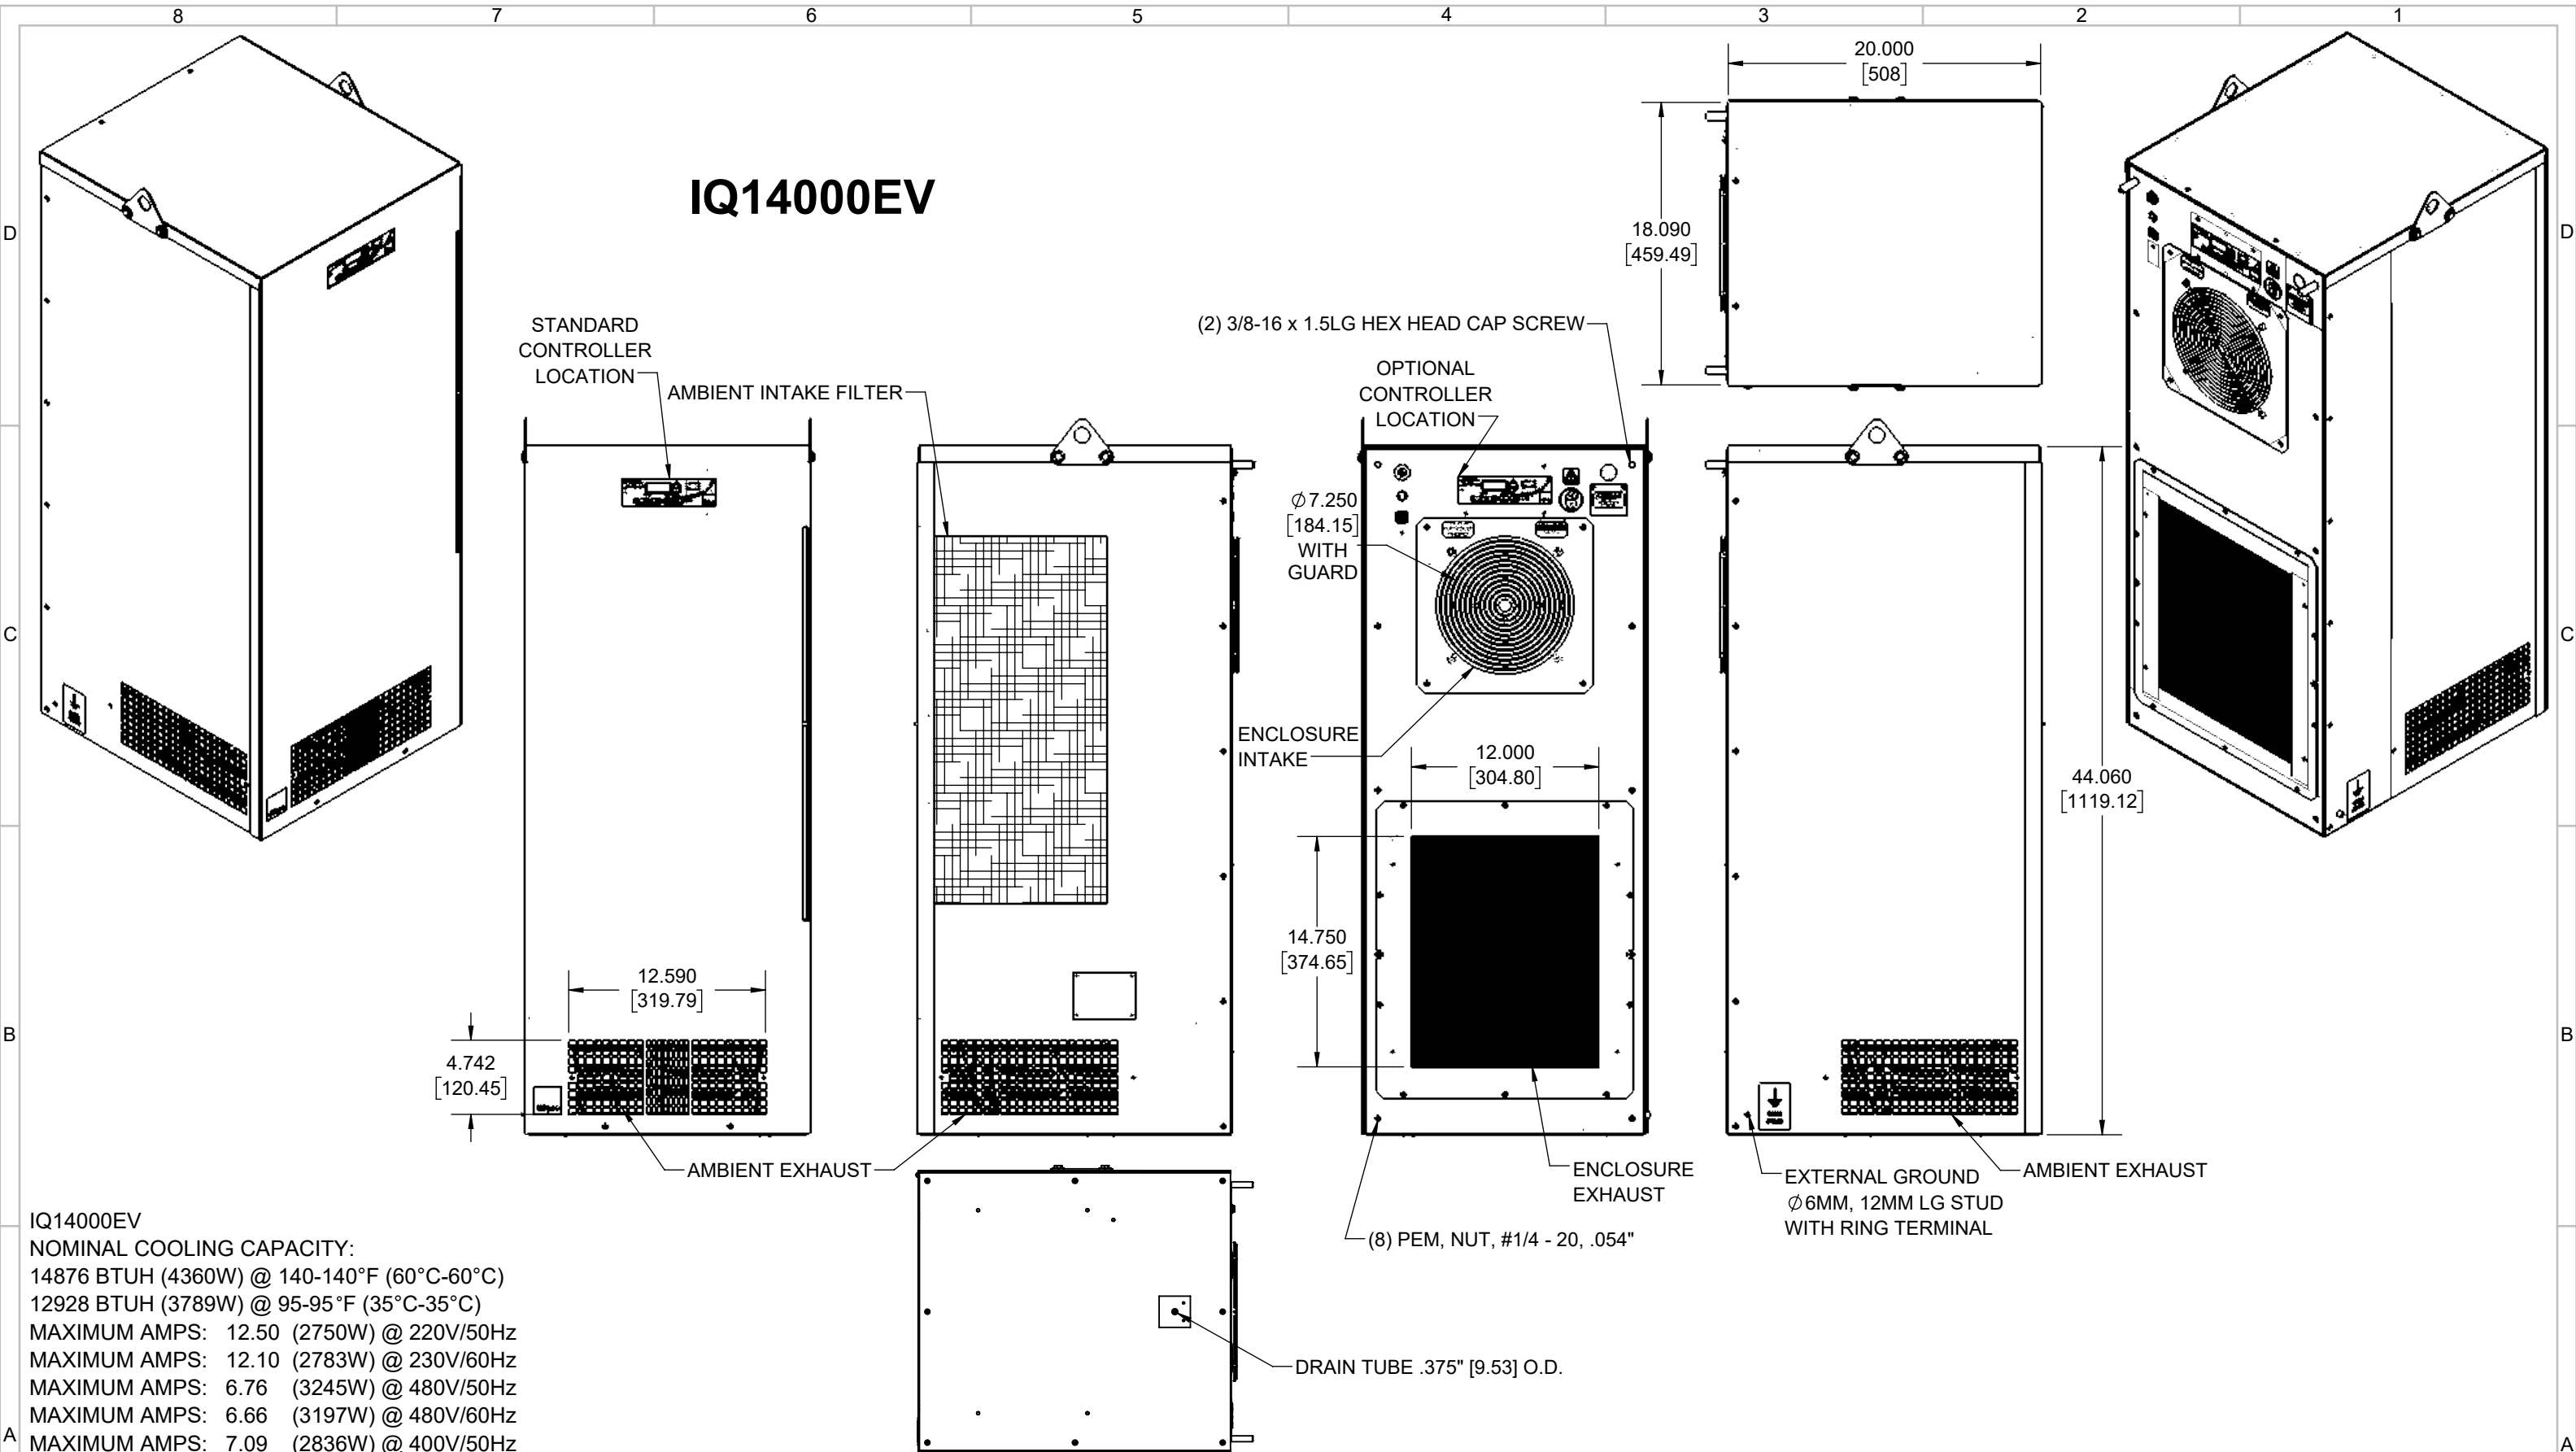 8 7 6 5 4 3 2 1
D
D
C
C
B
B
A
A
IQ14000EV
20.000
[508]
18.090
[459.49]
STANDARD
CONTROLLER
LOCATION
AMBIENT INTAKE FILTER
(2) 3/8-16 x 1.5LG HEX HEAD CAP SCREW
OPTIONAL
CONTROLLER
LOCATION
⌀7.250
[184.15]
WITH
GUARD
ENCLOSURE
INTAKE
12.000
[304.80]
14.750
[374.65]
44.060
[1119.12]
12.590
[319.79]
4.742
[120.45]
AMBIENT EXHAUST
ENCLOSURE
EXHAUST
(8) PEM, NUT, #1/4 - 20, .054"
EXTERNAL GROUND
⌀6MM, 12MM LG STUD
WITH RING TERMINAL
AMBIENT EXHAUST
DRAIN TUBE .375" [9.53] O.D.
IQ14000EV
NOMINAL COOLING CAPACITY:
14876 BTUH (4360W) @ 140-140°F (60°C-60°C)
12928 BTUH (3789W) @ 95-95°F (35°C-35°C)
MAXIMUM AMPS: 12.50 (2750W) @ 220V/50Hz
MAXIMUM AMPS: 12.10 (2783W) @ 230V/60Hz
MAXIMUM AMPS: 6.76 (3245W) @ 480V/50Hz
MAXIMUM AMPS: 6.66 (3197W) @ 480V/60Hz
MAXIMUM AMPS: 7.09 (2836W) @ 400V/50Hz